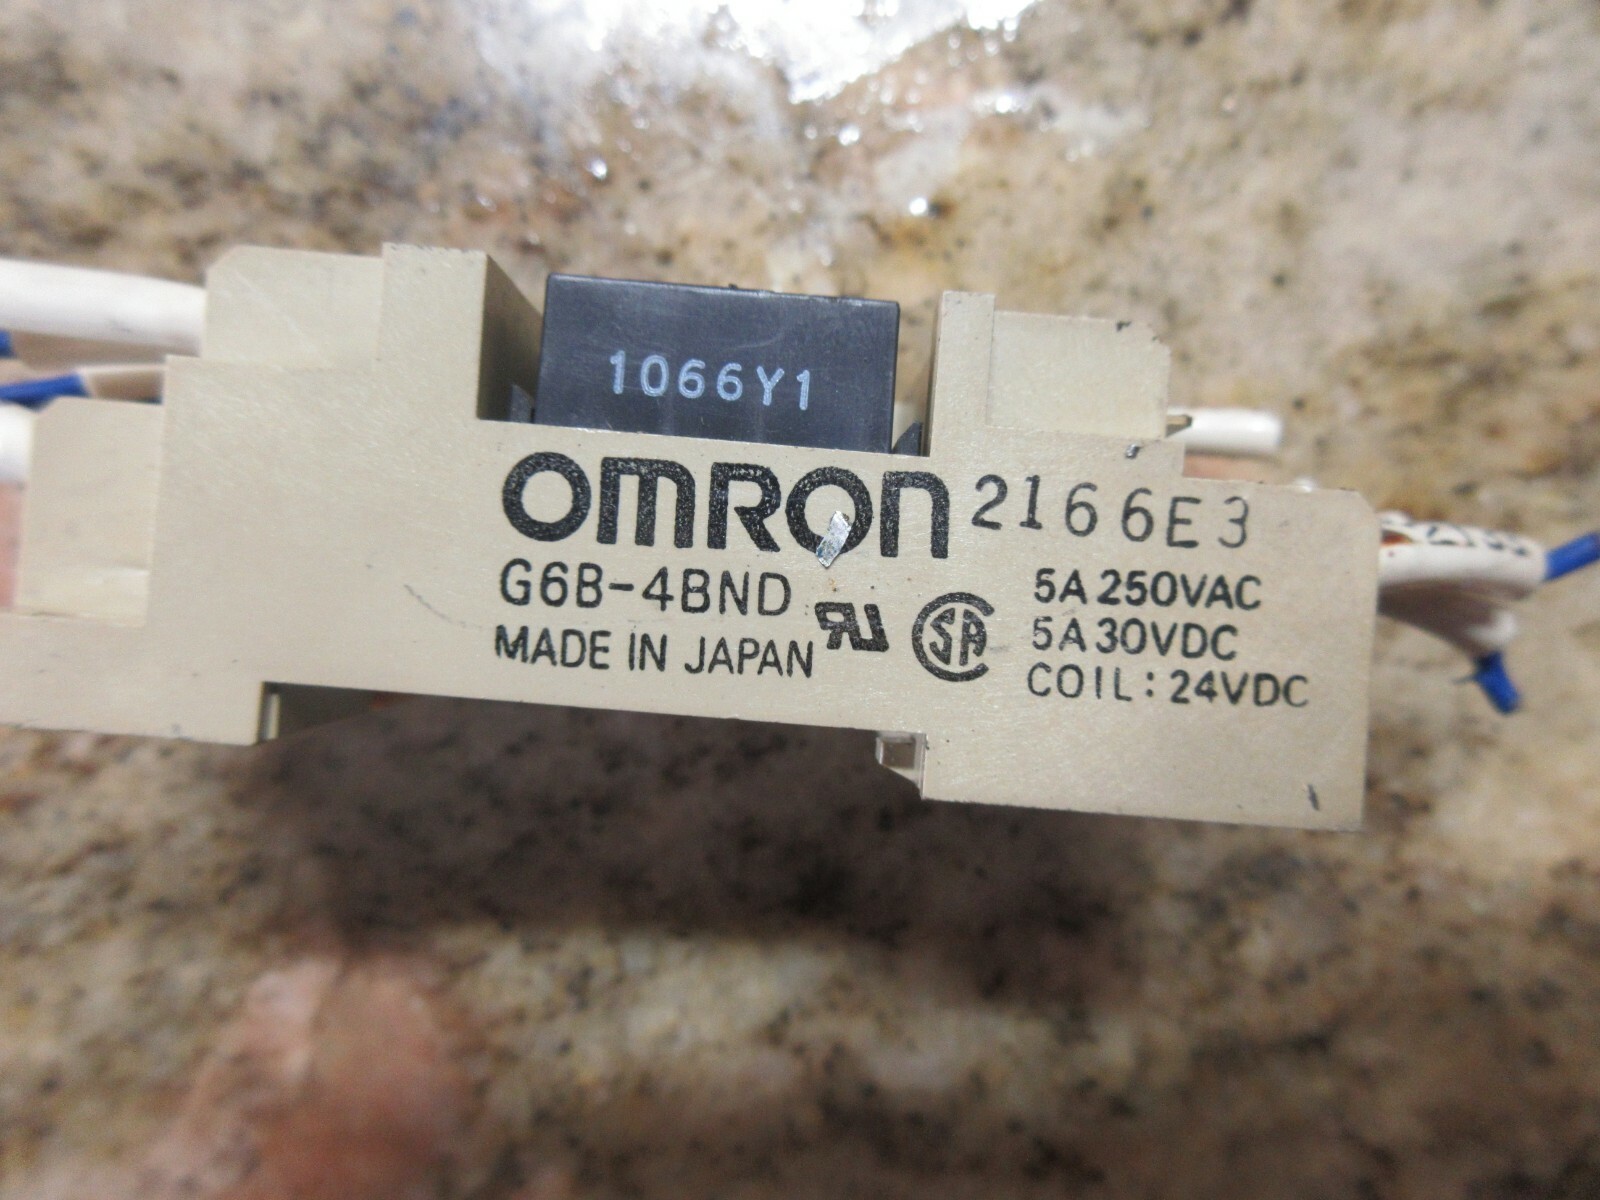 1066Y1
OMRON 2166E3
G6B-4BND
MADE IN JAPAN
5A 250VAC
5A 30VDC
COIL: 24VDC